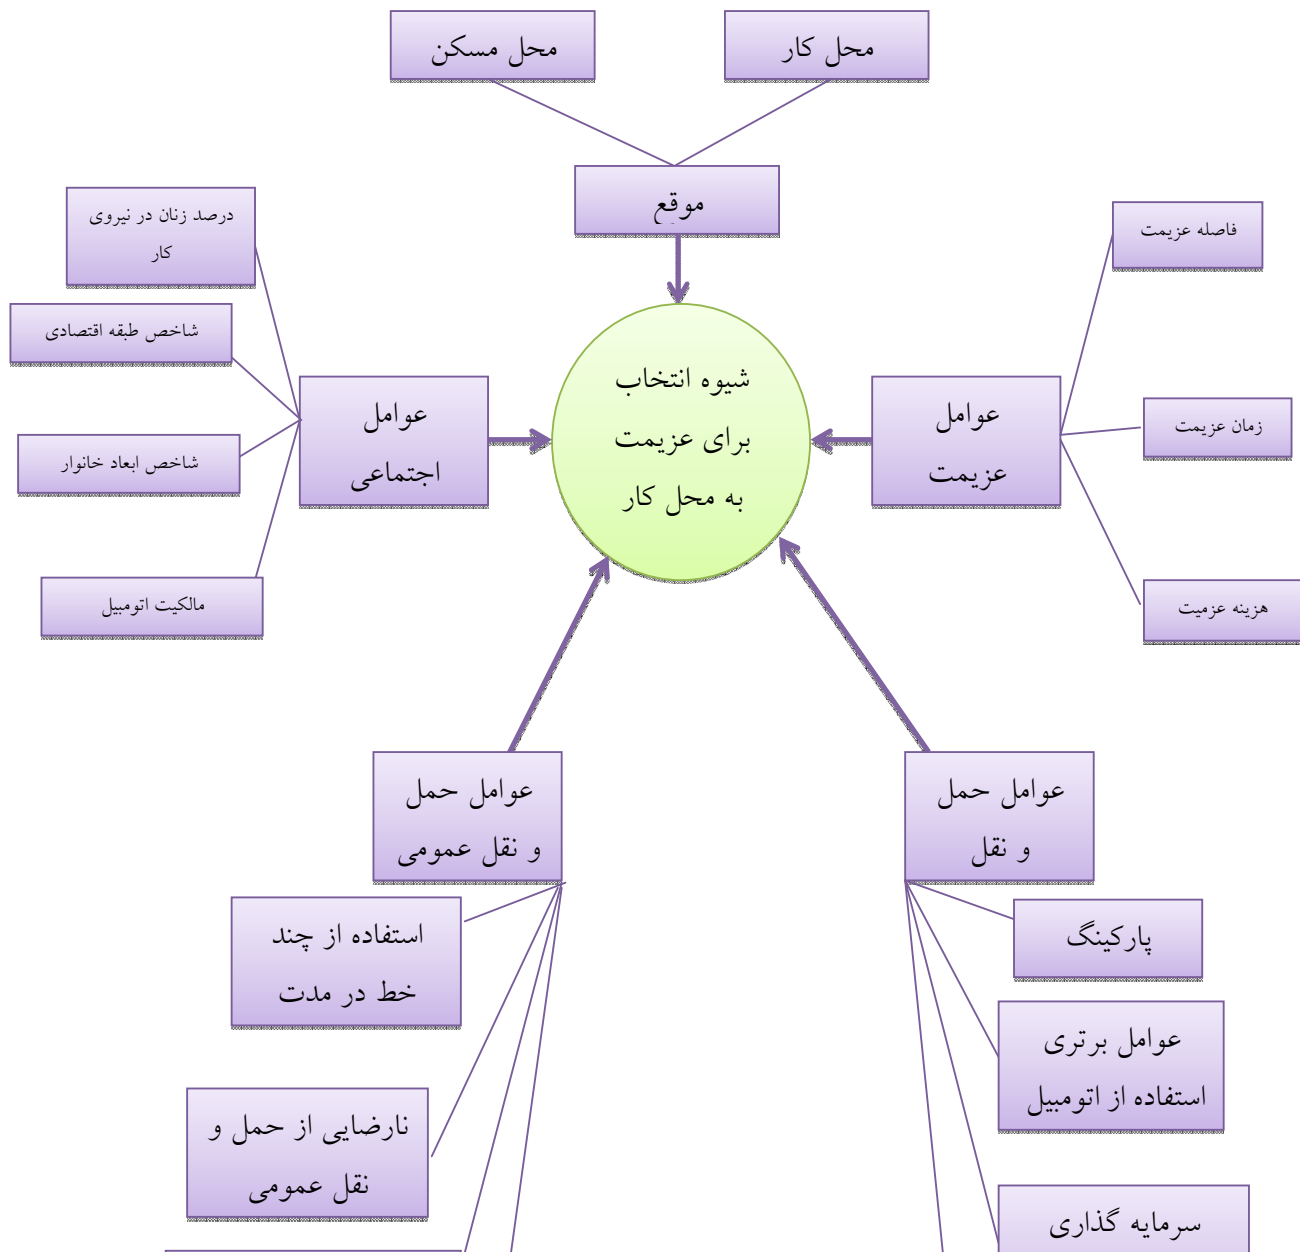 محل کار
محل مسکن
موقع
درصد زنان در نیروی
کار
شاخص طبقه اقتصادی
شاخص ابعاد خانوار
مالکیت اتومبیل
عوامل
اجتماعی
شیوه انتخاب
برای عزیمت
به محل کار
عوامل
عزیمت
فاصله عزیمت
زمان عزیمت
هزینه عزمیت
عوامل حمل
و نقل
پارکینگ
عوامل برتری
استفاده از اتومبیل
سرمایه گذاری
عوامل حمل
و نقل عمومی
استفاده از چند
خط در مدت
نارضایی از حمل و
نقل عمومی